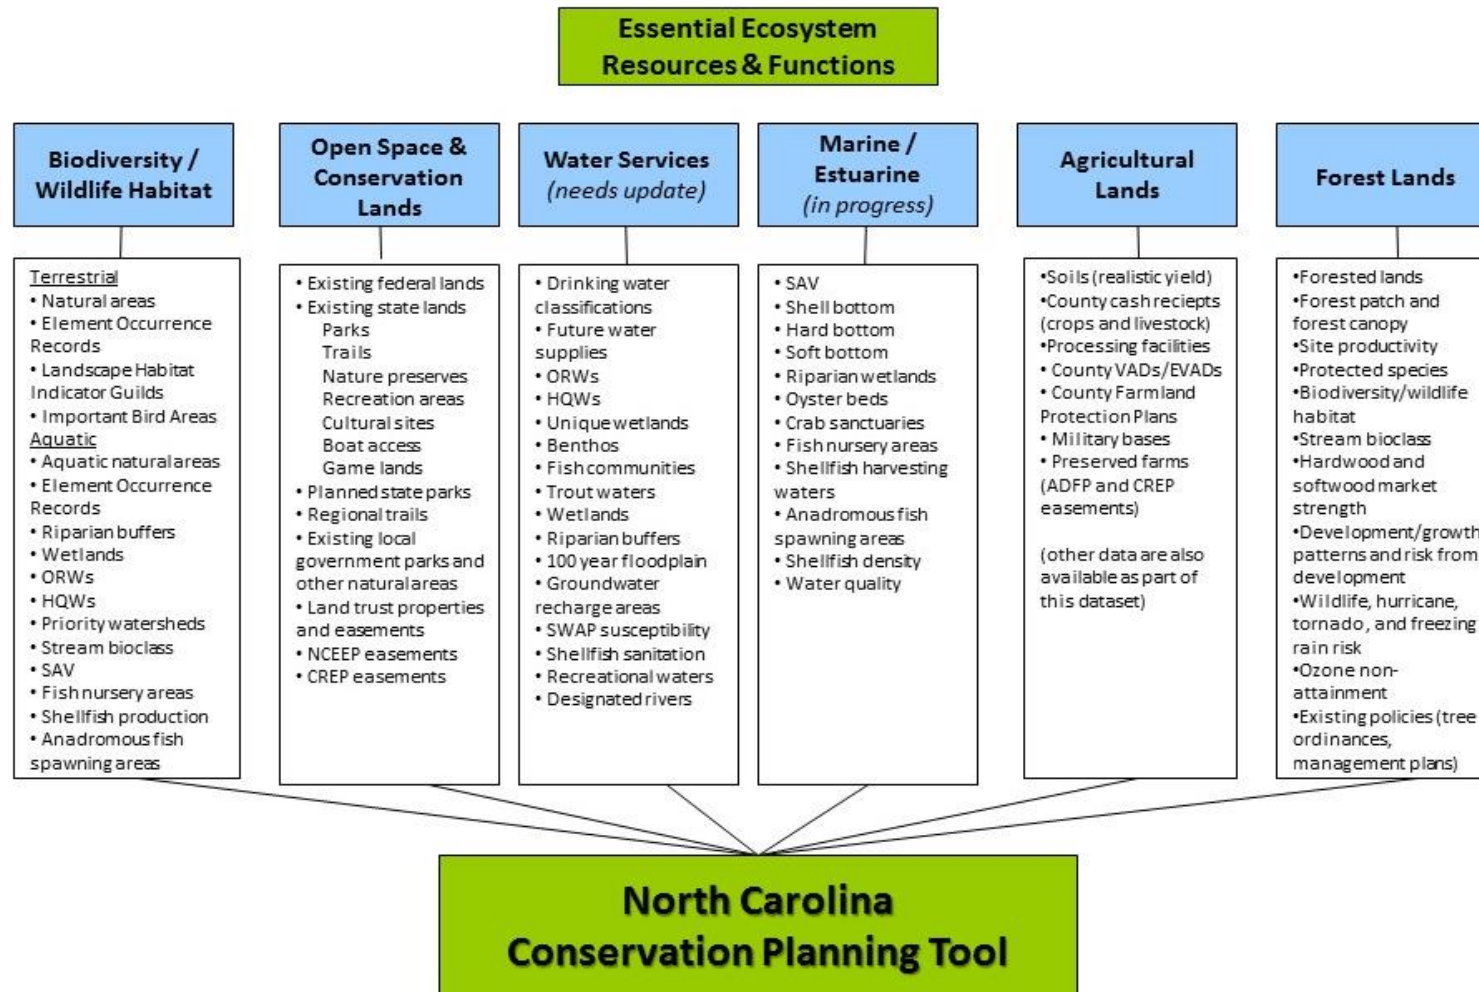 Essential Ecosystem
Resources & Functions
Biodiversity /
Wildlife Habitat
Terrestrial
• Natural areas
• Element Occurrence
Records
• Landscape Habitat
Indicator Guilds
• Important Bird Areas
Aquatic
• Aquatic natural areas
• Element Occurrence
Records
• Riparian buffers
• Wetlands
• ORWs
• HQWs
• Priority watersheds
• Stream bioclass
• SAV
• Fish nursery areas
• Shellfish production
• Anadromous fish
spawning areas
Open Space &
Conservation
Lands
• Existing federal lands
• Existing state lands
Parks
Trails
Nature preserves
Recreation areas
Cultural sites
Boat access
Game lands
• Planned state parks
• Regional trails
• Existing local
government parks and
other natural areas
• Land trust properties
and easements
• NCEEP easements
• CREP easements
Water Services
(needs update)
• Drinking water
classifications
• Future water
supplies
• ORWs
• HQWs
• Unique wetlands
• Benthos
• Fish communities
• Trout waters
• Wetlands
• Riparian buffers
• 100 year floodplain
• Groundwater
recharge areas
• SWAP susceptibility
• Shellfish sanitation
• Recreational waters
• Designated rivers
Marine /
Estuarine
(in progress)
• SAV
• Shell bottom
• Hard bottom
• Soft bottom
• Riparian wetlands
• Oyster beds
• Crab sanctuaries
• Fish nursery areas
• Shellfish harvesting
waters
• Anadromous fish
spawning areas
• Shellfish density
• Water quality
Agricultural
Lands
•Soils (realistic yield)
•County cash reciepts
(crops and livestock)
•Processing facilities
• County VADs/EVADs
• County Farmland
Protection Plans
• Military bases
• Preserved farms
(ADFP and CREP
easements)
(other data are also
available as part of
this dataset)
Forest Lands
•Forested lands
•Forest patch and
forest canopy
•Site productivity
•Protected species
•Biodiversity/wildlife
habitat
•Stream bioclass
•Hardwood and
softwood market
strength
•Development/growth
patterns and risk from
development
•Wildlife, hurricane,
tornado, and freezing
rain risk
•Ozone non-
attainment
•Existing policies (tree
ordinances,
management plans)
North Carolina
Conservation Planning Tool